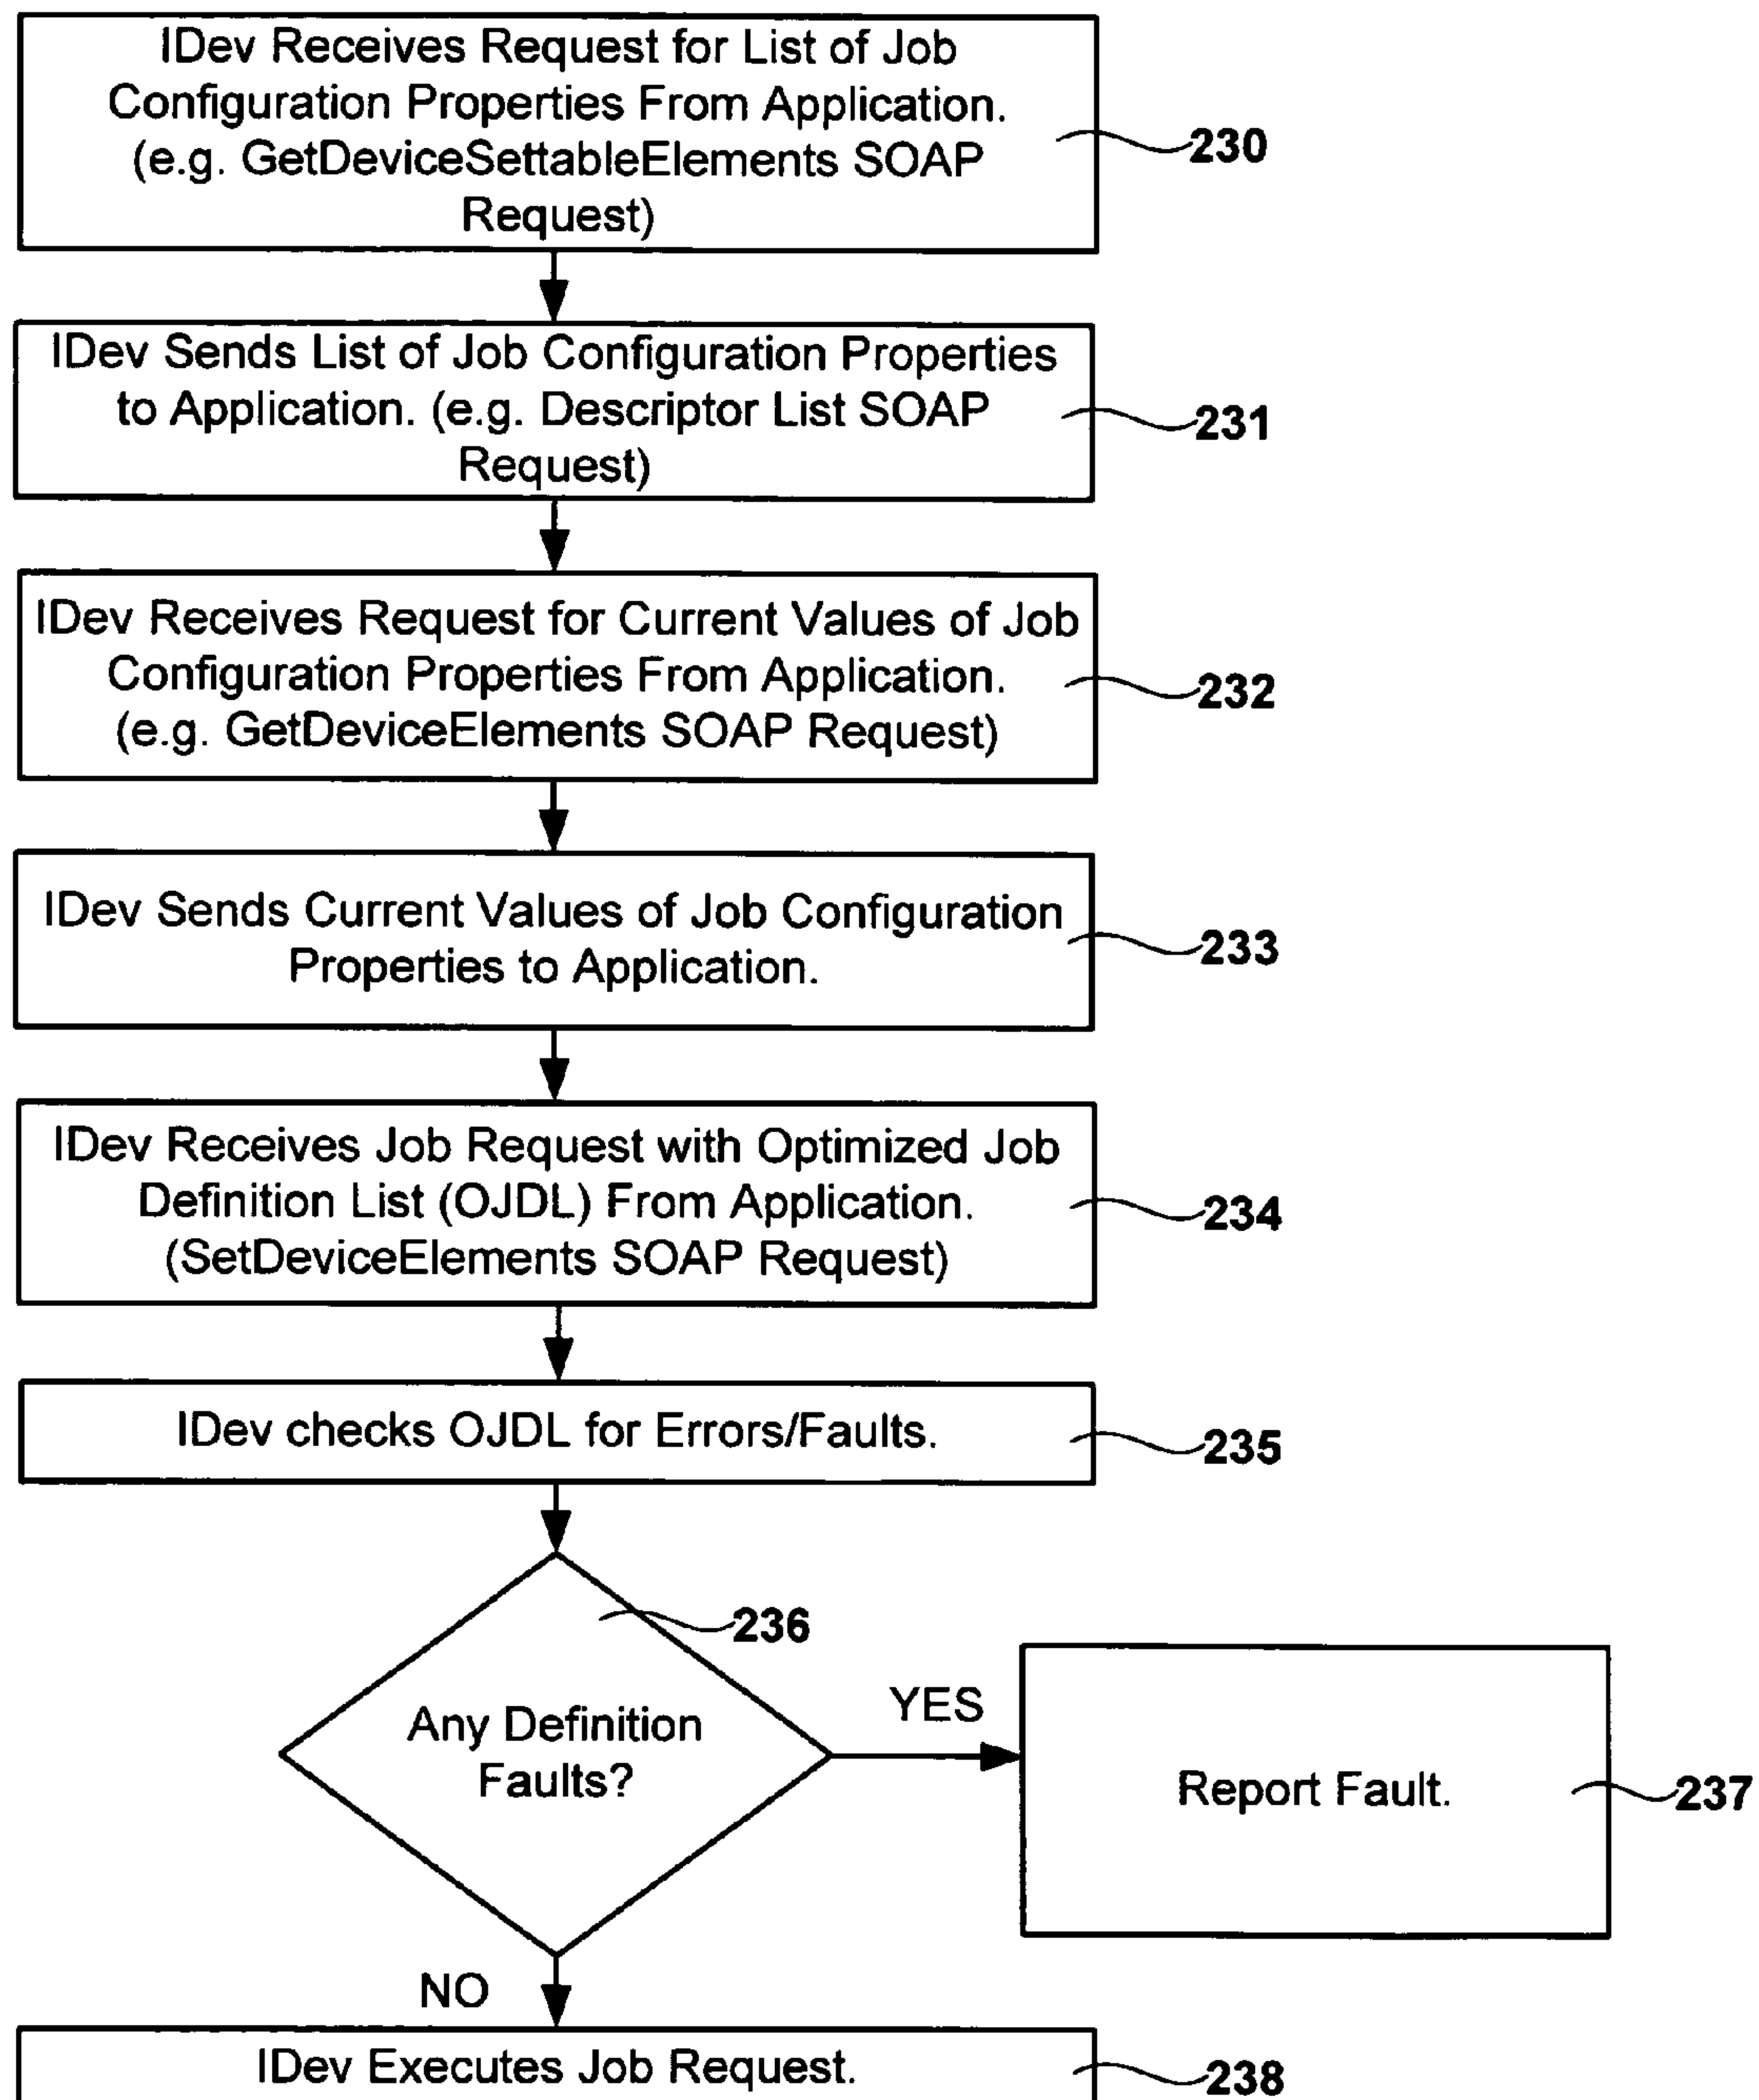 IDev Receives Request for List of Job
Configuration Properties From Application.
(e.g. GetDeviceSettableElements SOAP
Request)
230
IDev Sends List of Job Configuration Properties
to Application. (e.g. Descriptor List SOAP
Request)
231
IDev Receives Request for Current Values of Job
Configuration Properties From Application.
(e.g. GetDeviceElements SOAP Request)
232
IDev Sends Current Values of Job Configuration
Properties to Application.
233
IDev Receives Job Request with Optimized Job
Definition List (OJDL) From Application.
(SetDeviceElements SOAP Request)
234
IDev checks OJDL for Errors/Faults.
235
236
Any Definition
Faults?
YES
Report Fault.
237
NO
IDev Executes Job Request.
238